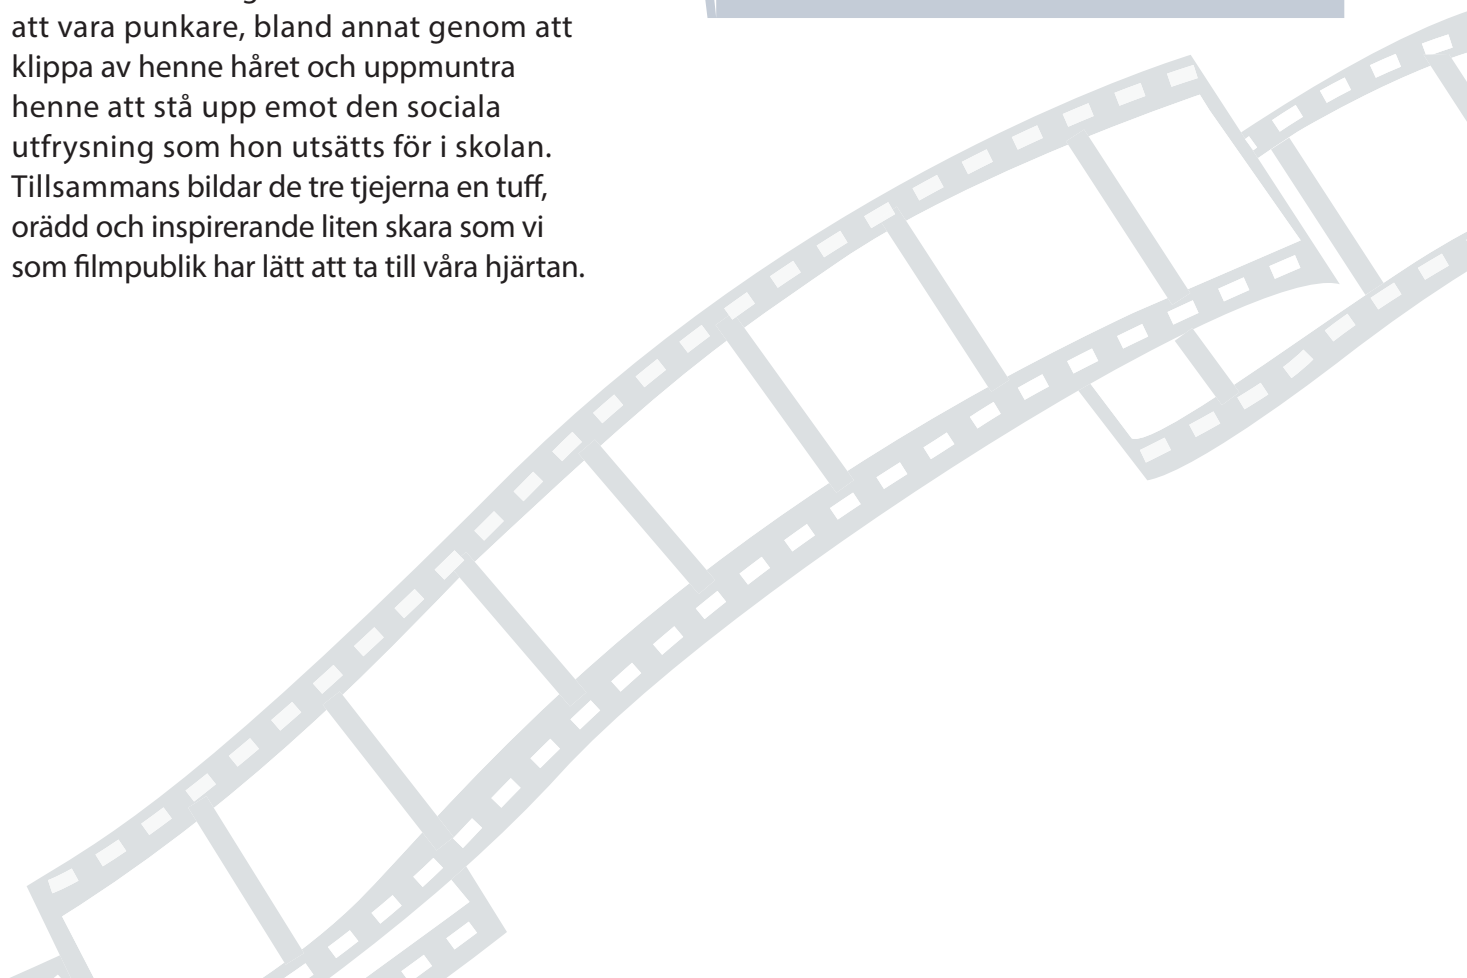 att vara punkare, bland annat genom att
klippa av henne håret och uppmuntra
henne att stå upp emot den sociala
utfrysning som hon utsätts för i skolan.
Tillsammans bildar de tre tjejerna en tuff,
orädd och inspirerande liten skara som vi
som filmpublik har lätt att ta till våra hjärtan.